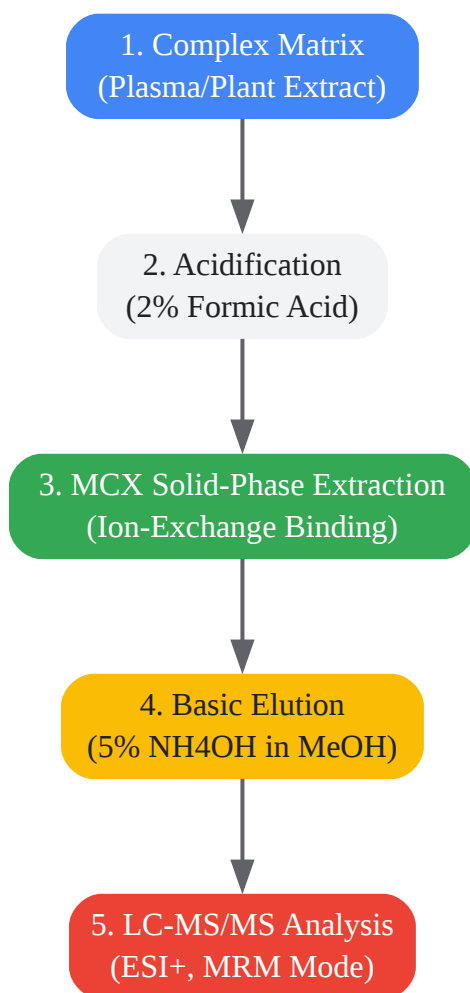 1. Complex Matrix
(Plasma/Plant Extract)
2. Acidification
(2% Formic Acid)
3. MCX Solid-Phase Extraction
(Ion-Exchange Binding)
4. Basic Elution
(5% NH4OH in MeOH)
5. LC-MS/MS Analysis
(ESI+, MRM Mode)